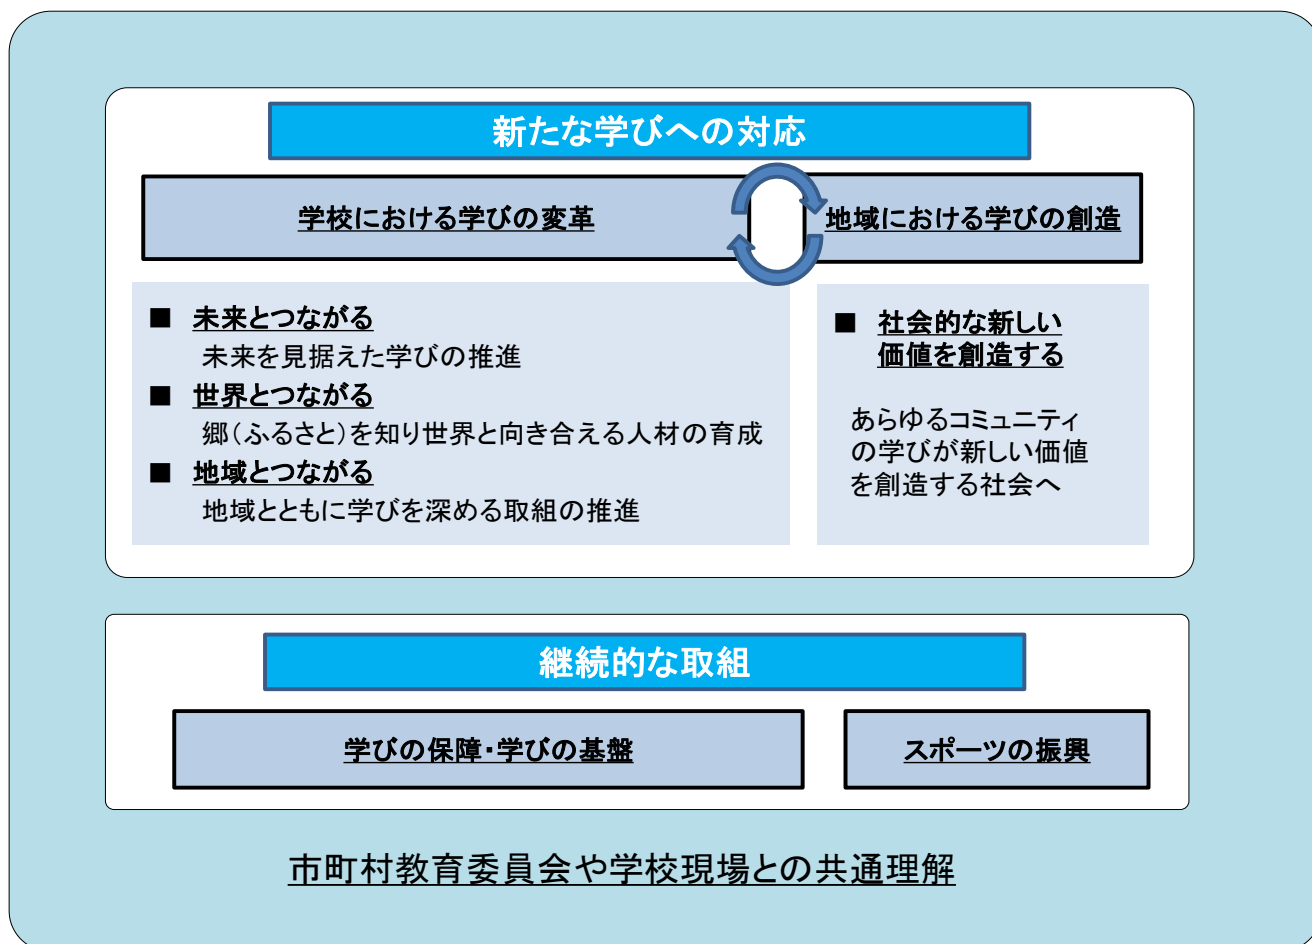 新たな学びへの対応
学校における学びの変革
地域における学びの創造
■ 未来とつながる
未来を見据えた学びの推進
■ 世界とつながる
郷(ふるさと)を知り世界と向き合える人材の育成
■ 地域とつながる
地域とともに学びを深める取組の推進
■ 社会的な新しい
価値を創造する
あらゆるコミュニティ
の学びが新しい価値
を創造する社会へ
継続的な取組
学びの保障・学びの基盤
スポーツの振興
市町村教育委員会や学校現場との共通理解